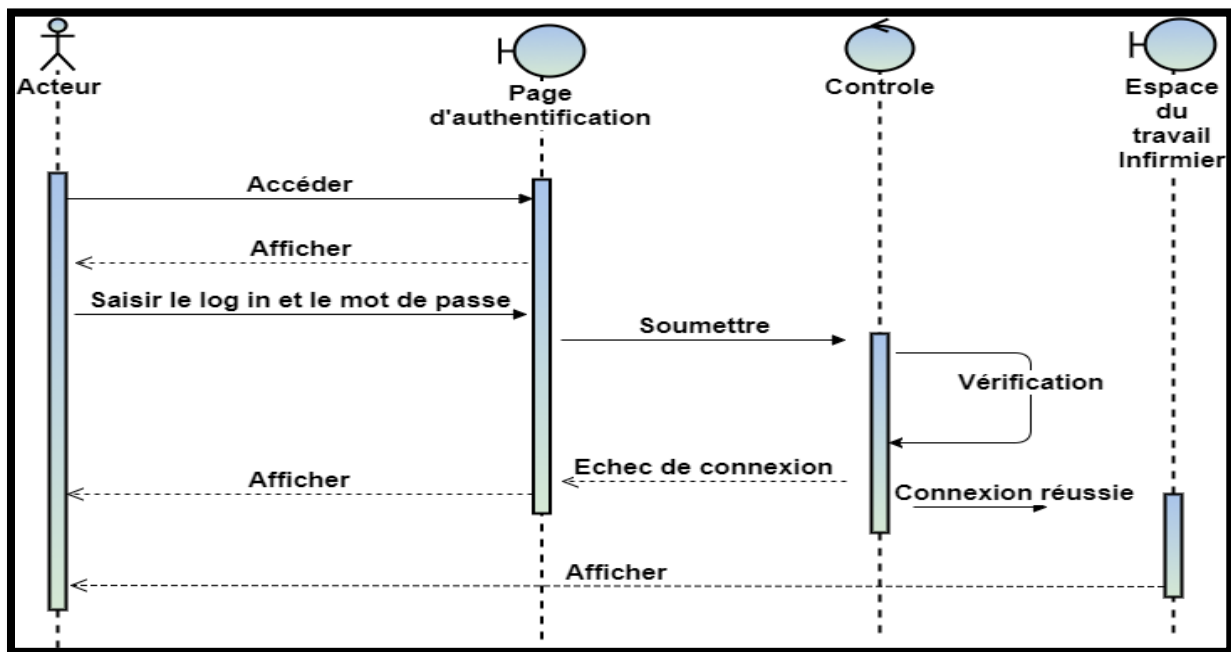 Acteur
Page
d'authentification
Controle
Espace
du
travail
Infirmier
Accéder
Afficher
Saisir le log in et le mot de passe
Soumettre
Vérification
Echec de connexion
Afficher
Connexion réussie
Afficher